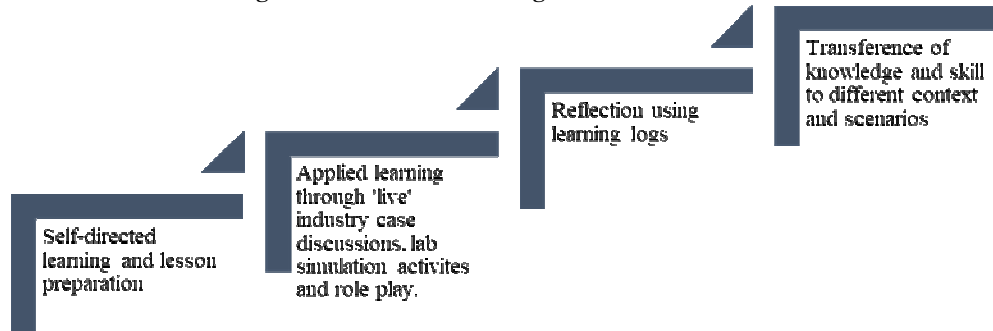 Self-directed
learning and lesson
preparation
Applied learning
through 'live'
industry case
discussions. lab
simulation activites
and role play.
Reflection using
learning logs
Transference of
knowledge and skill
to different context
and scenarios